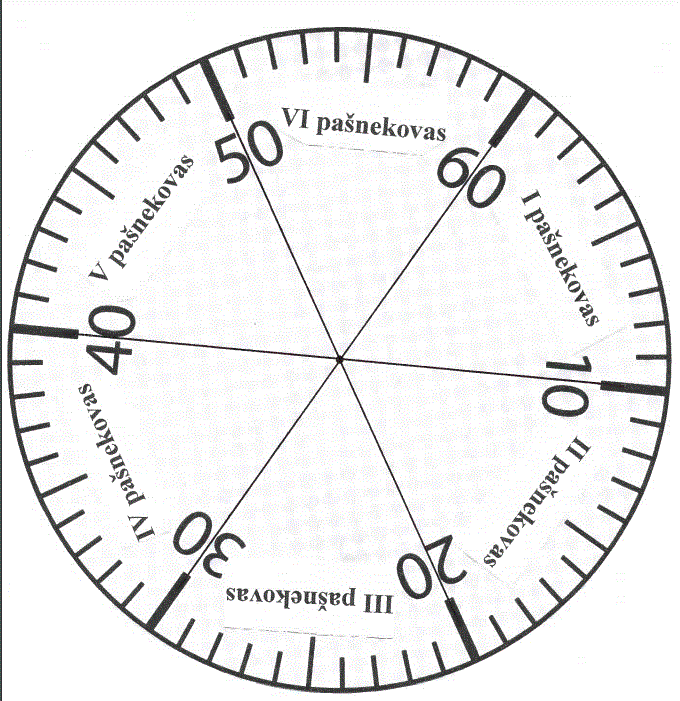 VI pašnekovas
60
I pašnekovas
10
II pašnekovas
20
III pašnekovas
30
IV pašnekovas
40
V pašnekovas
50